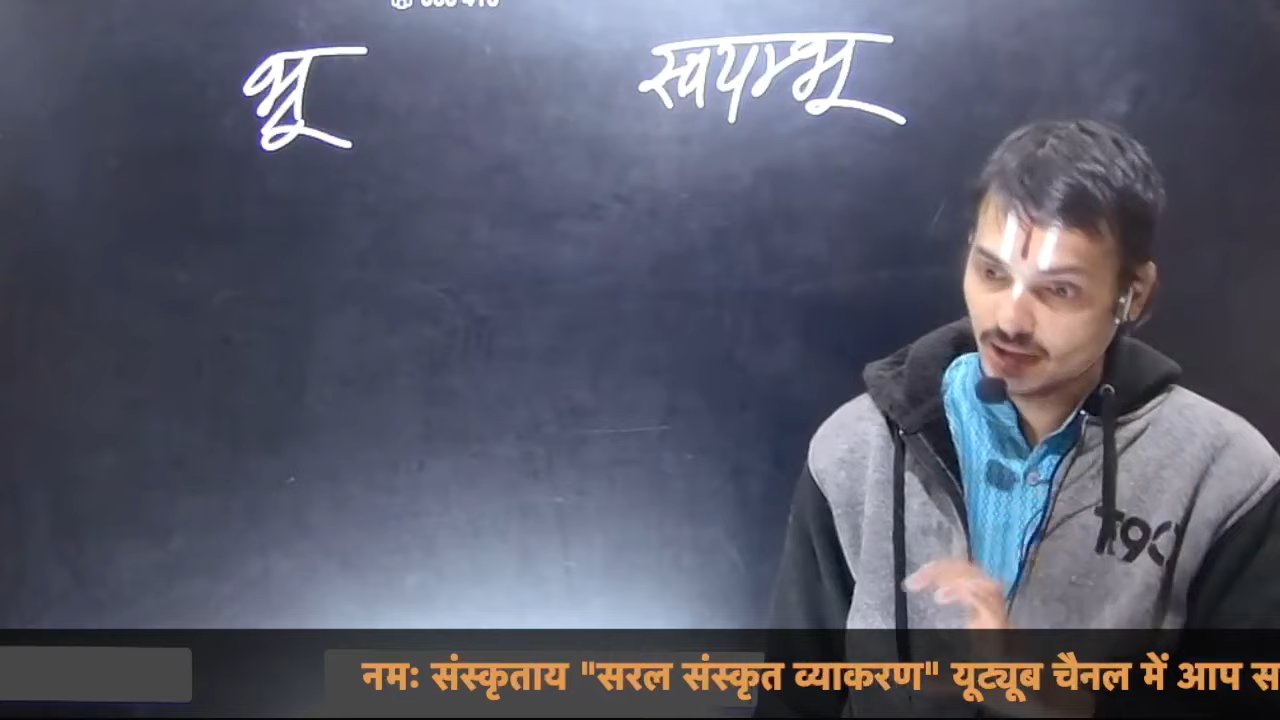 भ्रू स्वयम्भू
नमः संस्कृताय "सरल संस्कृत व्याकरण" यूट्यूब चैनल में आप